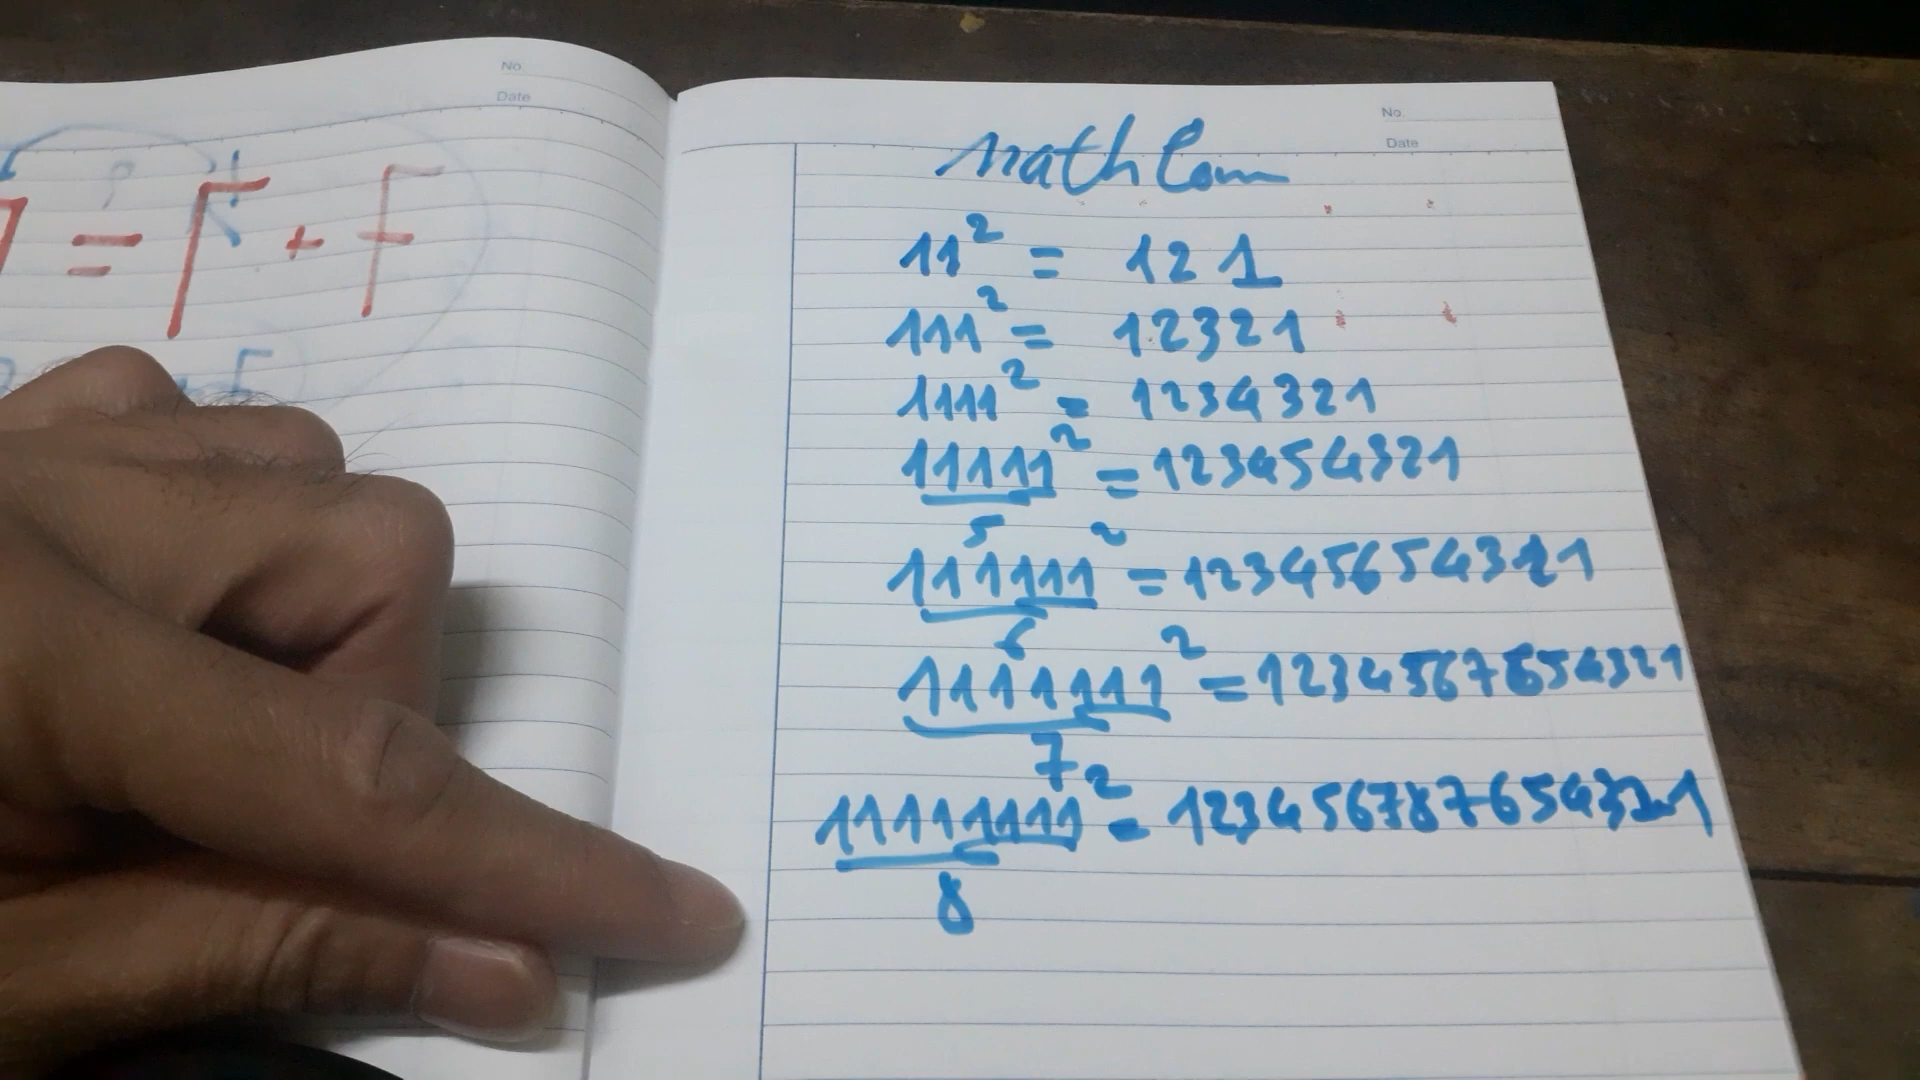 No.
Date
? t
= Γ + F
No.
Date
math Com
11² = 121
111² = 12321
1111² = 1234321
11111² = 123454321
5
111111² = 12345654321
6
1111111² = 1234567654321
7
11111111² = 123456787654321
8